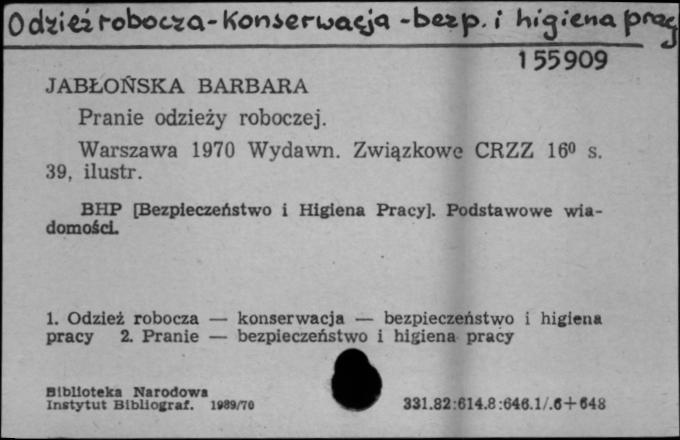 Odzież robocza - konserwacja - bezp. i higiena pracy
155909
JABŁOŃSKA BARBARA
Pranie odzieży roboczej.
Warszawa 1970 Wydawn. Związkowe CRZZ 16⁰ s.
39, ilustr.
BHP [Bezpieczeństwo i Higiena Pracy]. Podstawowe wia-
domości.
1. Odzież robocza — konserwacja — bezpieczeństwo i higiena
pracy 2. Pranie — bezpieczeństwo i higiena pracy
Biblioteka Narodowa
Instytut Bibliograf. 1989/70
331.82:614.8:646.1/.6+648